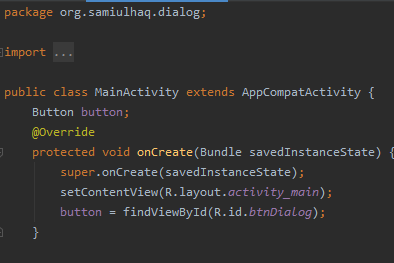 package org.samiulhaq.dialog;
import ...
public class MainActivity extends AppCompatActivity {
Button button;
@Override
protected void onCreate(Bundle savedInstanceState) {
super.onCreate(savedInstanceState);
setContentView(R.layout.activity_main);
button = findViewById(R.id.btnDialog);
}